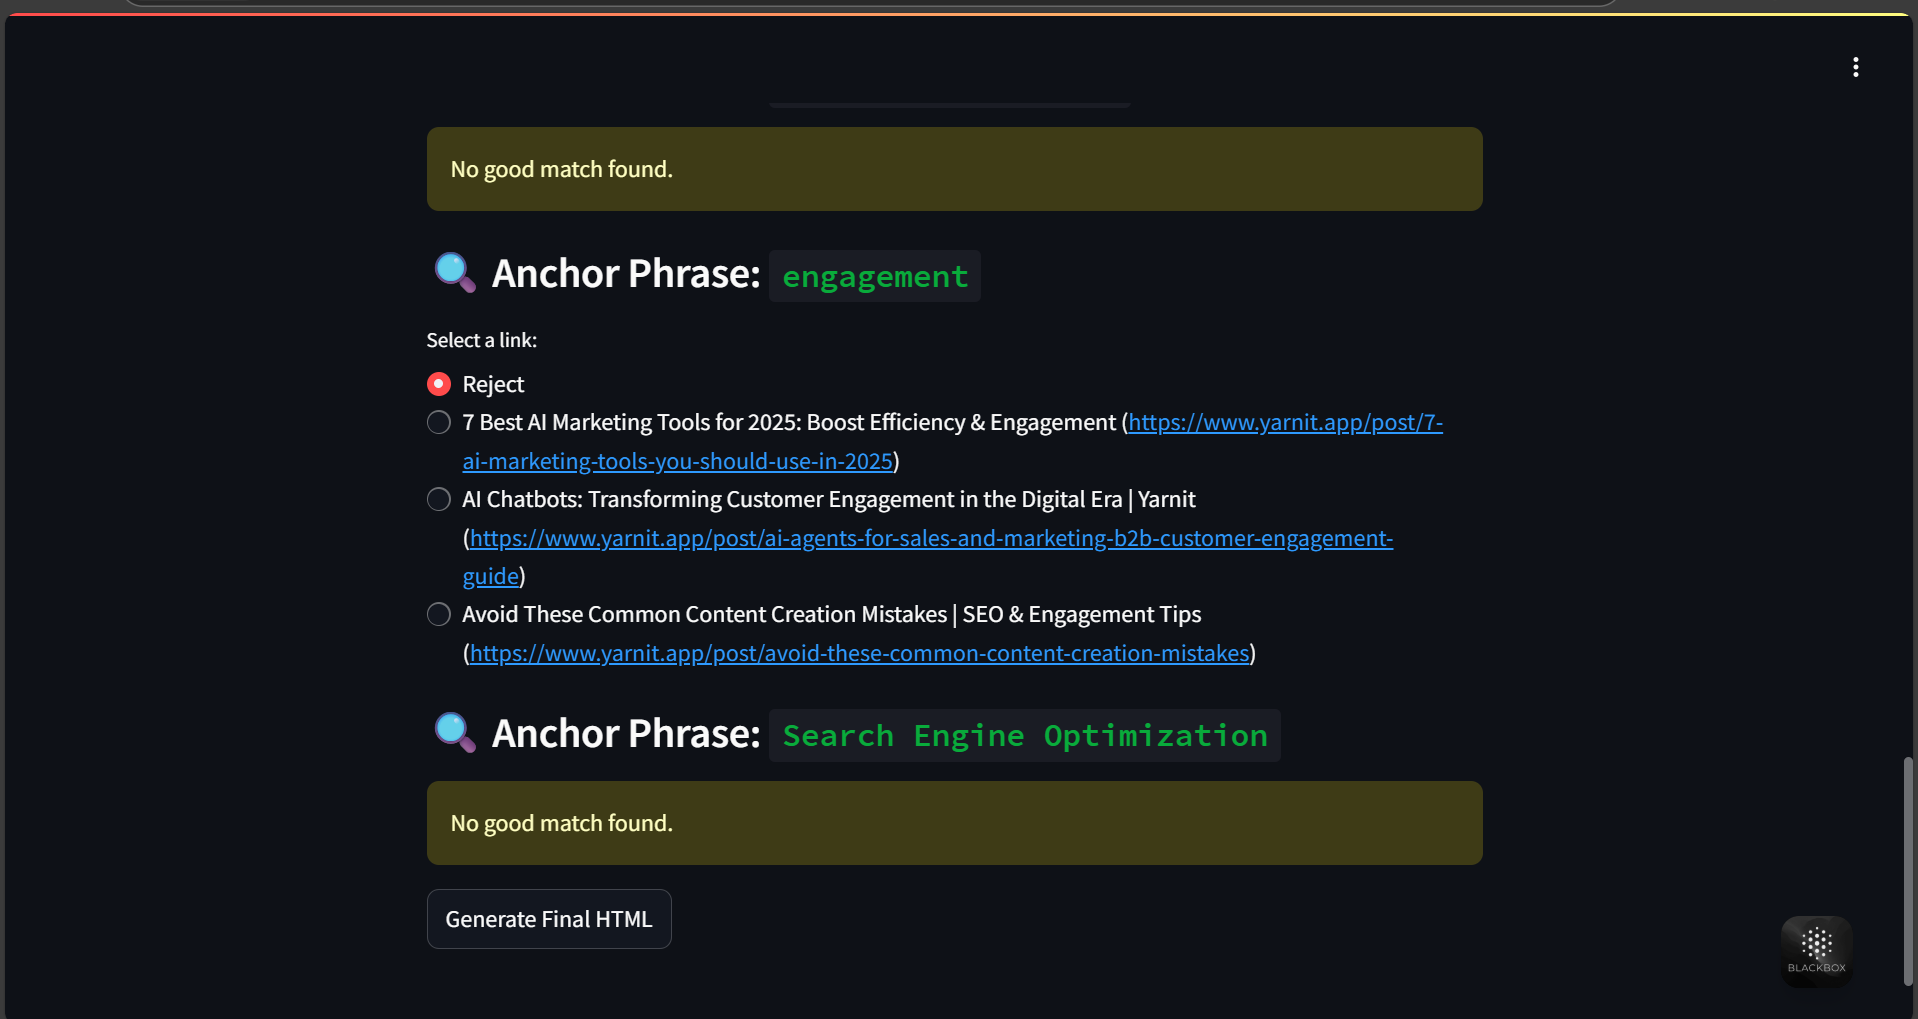 No good match found.
Anchor Phrase: engagement
Select a link:
Reject
7 Best AI Marketing Tools for 2025: Boost Efficiency & Engagement (https://www.yarnit.app/post/7-
ai-marketing-tools-you-should-use-in-2025)
AI Chatbots: Transforming Customer Engagement in the Digital Era | Yarnit
(https://www.yarnit.app/post/ai-agents-for-sales-and-marketing-b2b-customer-engagement-
guide)
Avoid These Common Content Creation Mistakes | SEO & Engagement Tips
(https://www.yarnit.app/post/avoid-these-common-content-creation-mistakes)
Anchor Phrase: Search Engine Optimization
No good match found.
Generate Final HTML
BLACKBOX